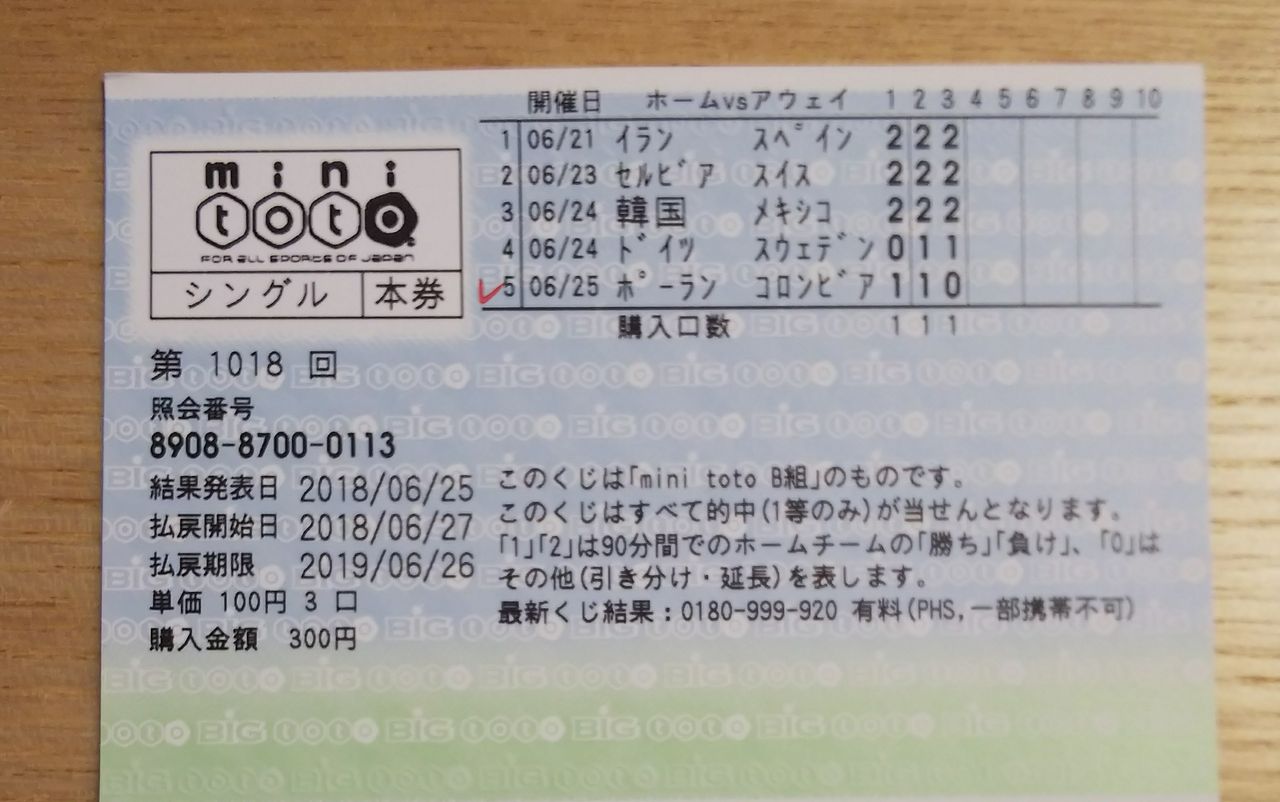 開催日 ホームvsアウェイ 1 2 3 4 5 6 7 8 9 10
1 06/21 イラン スペイン 2 2 2
2 06/23 セルビア スイス 2 2 2
3 06/24 韓国 メキシコ 2 2 2
4 06/24 ドイツ スウェデン 0 1 1
5 06/25 ポーラン コロンビア 1 1 0
購入口数 1 1 1
mini
toto
FOR ALL SPORTS OF JAPAN
シングル 本券
第 1018 回
照会番号
8908-8700-0113
結果発表日 2018/06/25
払戻開始日 2018/06/27
払戻期限 2019/06/26
単価 100円 3 口
購入金額 300円
このくじは「mini toto B組」のものです。
このくじはすべて的中(1等のみ)が当せんとなります。
「1」「2」は90分間でのホームチームの「勝ち」「負け」、「0」は
その他(引き分け・延長)を表します。
最新くじ結果:0180-999-920 有料(PHS,一部携帯不可)
BIG toto BIG toto BIG toto BIG toto BIG toto BIG toto